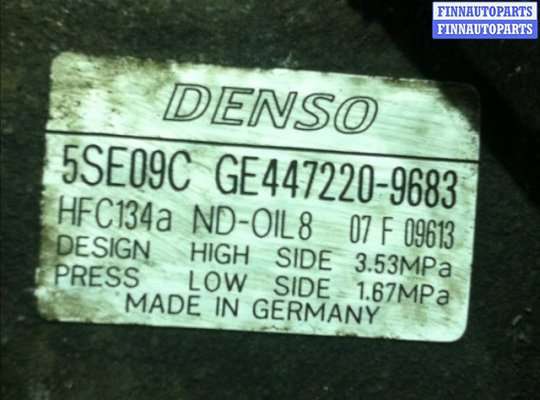 FINNAUTOPARTS
FINNAUTOPARTS
DENSO
5SE09C GE447220-9683
HFC134a ND-OIL8 07 F 09613
DESIGN HIGH SIDE 3.53MPa
PRESS LOW SIDE 1.67MPa
MADE IN GERMANY